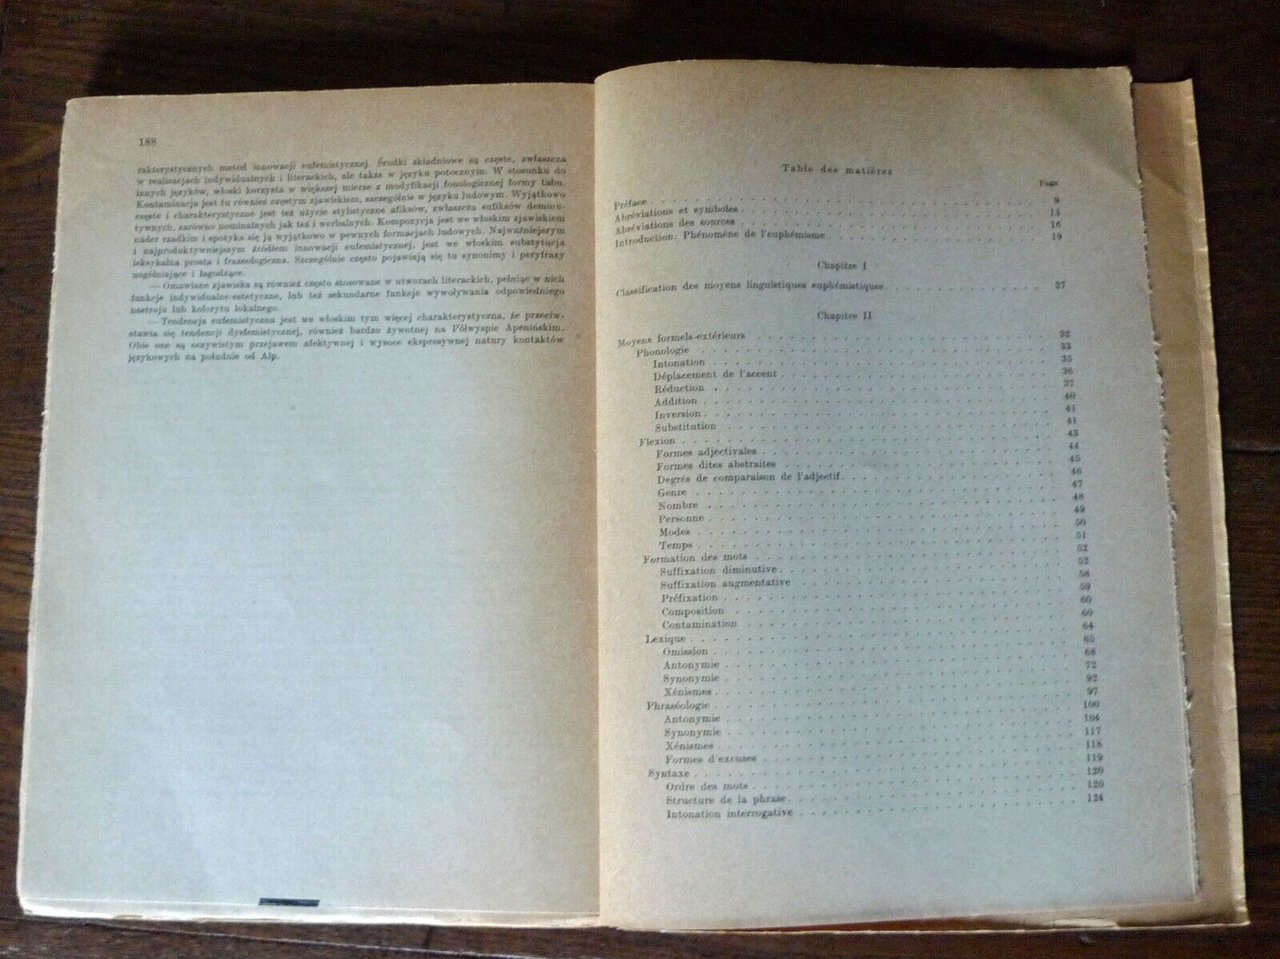 188
rakterystycznych metod innowacji eufemistycznej. Środki składniowe są częste, zwłaszcza
w realizacjach indywidualnych i literackich, ale także w języku potocznym. W stosunku do
innych języków, włoski korzysta w większej mierze z modyfikacji fonologicznej formy tabu.
Kontaminacja jest tu również częstym zjawiskiem, szczególnie w języku ludowym. Wyjątkowo
częste i charakterystyczne jest też użycie stylistyczne afiksów, zwłaszcza sufiksów deminu-
tywnych, zarówno nominalnych jak też i werbalnych. Kompozycja jest we włoskim zjawiskiem
nader rzadkim i spotyka się ją wyjątkowo w pewnych formacjach ludowych. Najważniejszym
i najproduktywniejszym źródłem innowacji eufemistycznej, jest we włoskim substytucja
leksykalna prosta i frazeologiczna. Szczególnie często pojawiają się tu synonimy i peryfrazy
uogólniające i łagodzące.
— Omawiane zjawiska są również często stosowane w utworach literackich, pełniąc w nich
funkcje indywidualne-estetyczne, lub też sekundarne funkcje wywoływania odpowiedniego
nastroju lub kolorytu lokalnego.
— Tendencja eufemistyczna jest we włoskim tym więcej charakterystyczna, że przeciw-
stawia się tendencji dysfemistycznej, również bardzo żywotnej na Półwyspie Apenińskim.
Obie one są oczywistym przejawem afektywnej i wysoce ekspresywnej natury kontaktów
językowych na południe od Alp.
Table des matières
Page
Préface . . . 9
Abréviations et symboles . . . 15
Abréviations des sources . . . 16
Introduction: Phénomène de l'euphémisme . . . 19
Chapitre I
Classification des moyens linguistiques euphémistiques . . . 27
Chapitre II
Moyens formels-extérieurs . . . 32
Phonologie . . . 33
Intonation . . . 35
Déplacement de l'accent . . . 36
Réduction . . . 37
Addition . . . 40
Inversion . . . 41
Substitution . . . 41
Flexion . . . 43
Formes adjectivales . . . 44
Formes dites abstraites . . . 45
Degrés de comparaison de l'adjectif . . . 46
Genre . . . 47
Nombre . . . 48
Personne . . . 49
Modes . . . 50
Temps . . . 51
Formation des mots . . . 52
Suffixation diminutive . . . 52
Suffixation augmentative . . . 58
Préfixation . . . 59
Composition . . . 60
Contamination . . . 60
Lexique . . . 64
Omission . . . 65
Antonymie . . . 68
Synonymie . . . 72
Xénismes . . . 92
Phraséologie . . . 97
Antonymie . . . 100
Synonymie . . . 104
Xénismes . . . 117
Formes d'excuses . . . 118
Syntaxe . . . 119
Ordre des mots . . . 120
Structure de la phrase . . . 120
Intonation interrogative . . . 124